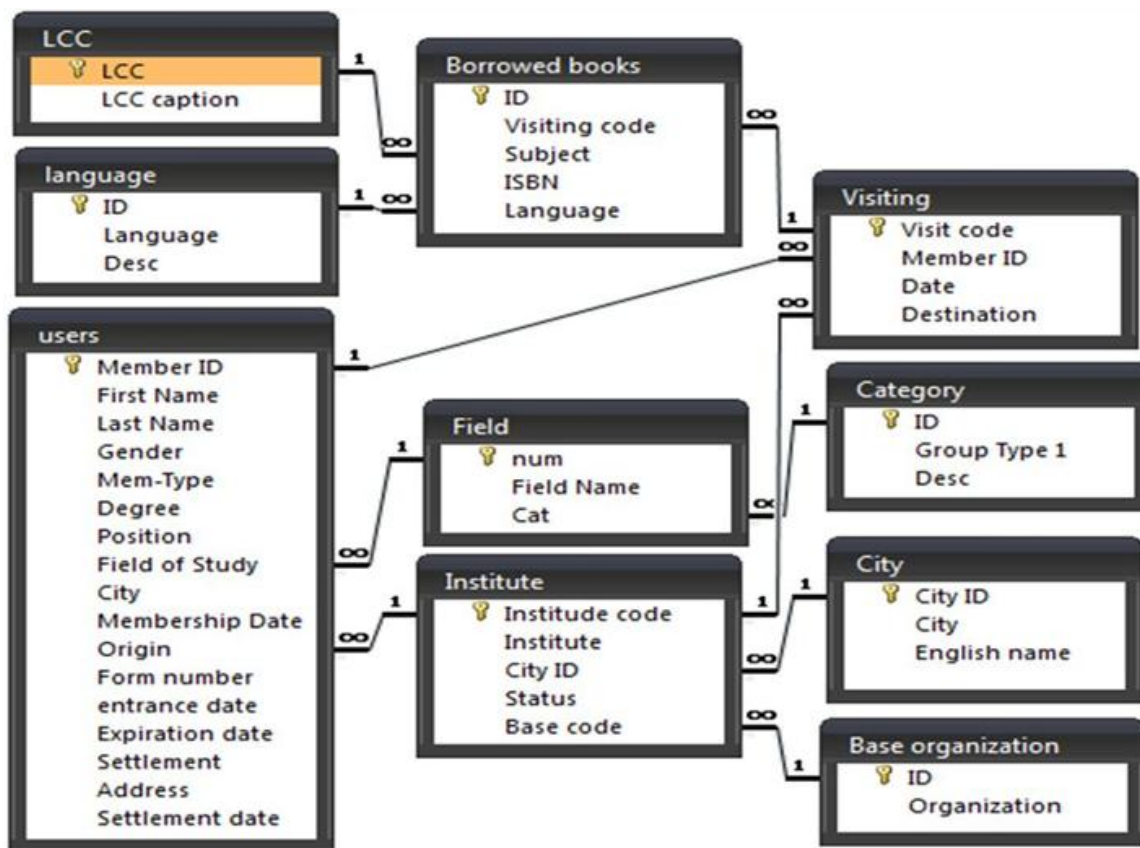 LCC
LCC
LCC caption
language
ID
Language
Desc
users
Member ID
First Name
Last Name
Gender
Mem-Type
Degree
Position
Field of Study
City
Membership Date
Origin
Form number
entrance date
Expiration date
Settlement
Address
Settlement date
Borrowed books
ID
Visiting code
Subject
ISBN
Language
Field
num
Field Name
Cat
Institute
Institude code
Institute
City ID
Status
Base code
Visiting
Visit code
Member ID
Date
Destination
Category
ID
Group Type 1
Desc
City
City ID
City
English name
Base organization
ID
Organization
1
∞
1
∞
∞
1
1
∞
1
∞
1
∞
1
∞
1
∞
1
∞
1
∞